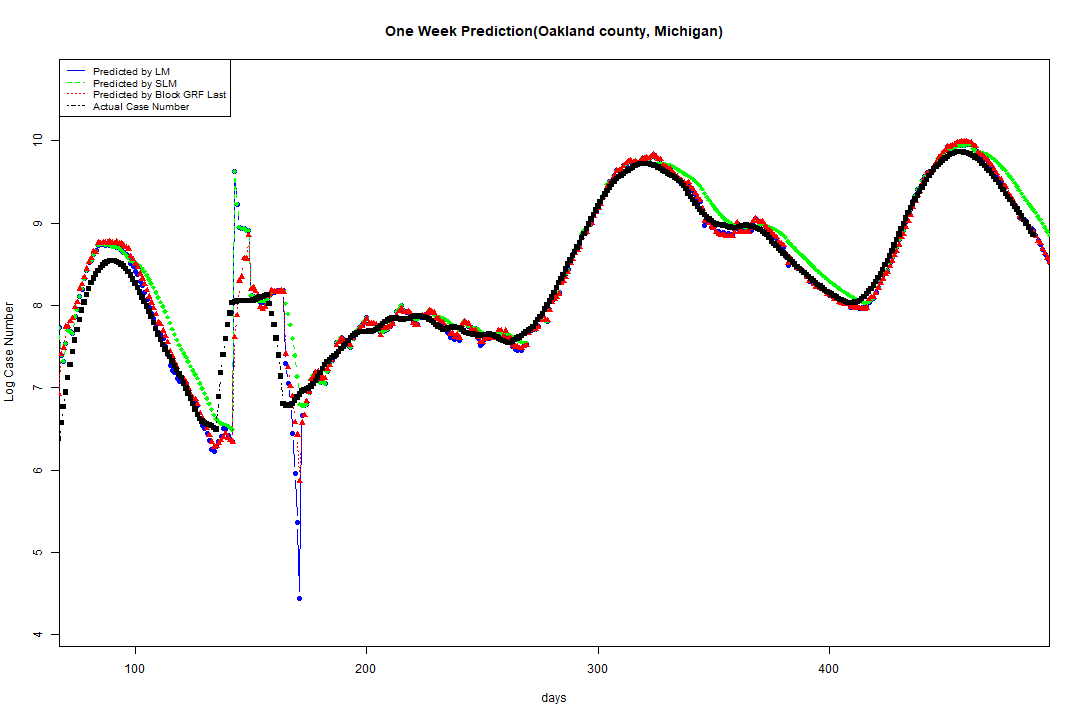 One Week Prediction(Oakland county, Michigan)
Predicted by LM
Predicted by SLM
Predicted by Block GRF Last
Actual Case Number
10
9
8
7
6
5
4
Log Case Number
100 200 300 400
days